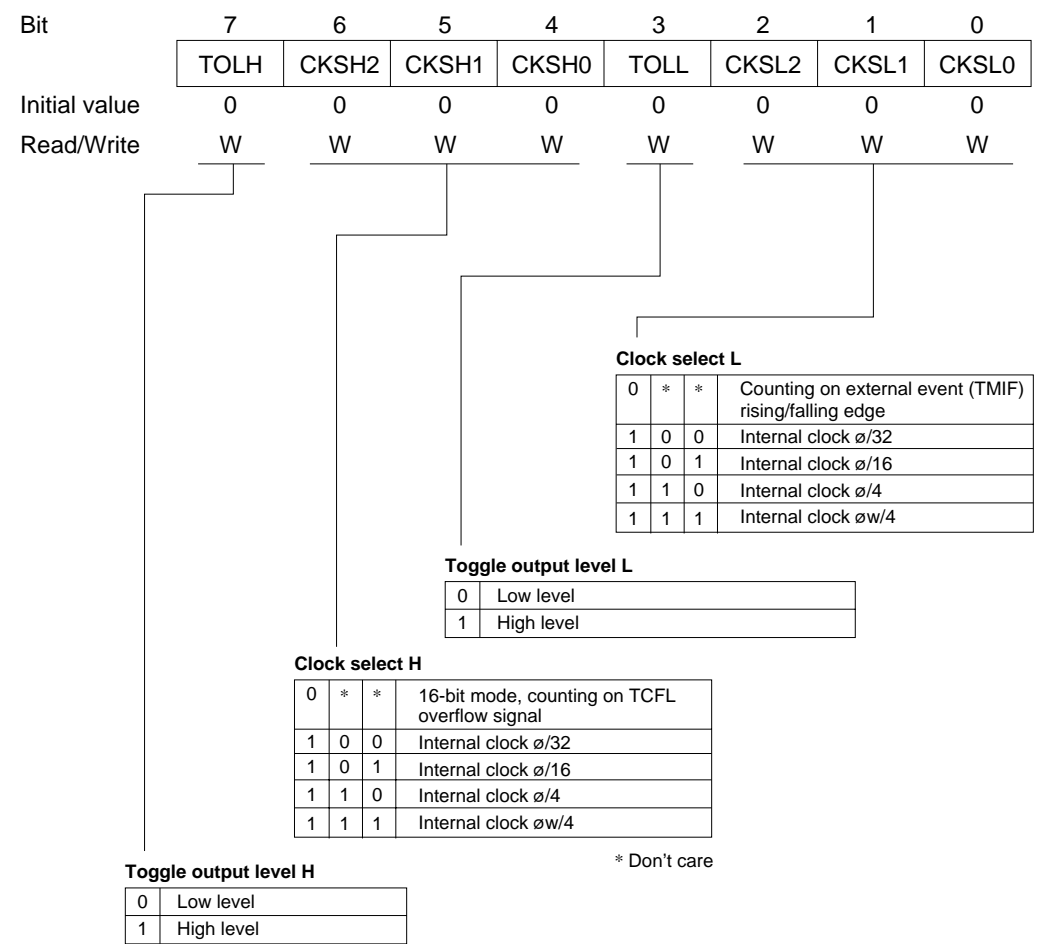 Bit 7 6 5 4 3 2 1 0
TOLH CKSH2 CKSH1 CKSH0 TOLL CKSL2 CKSL1 CKSL0
Initial value 0 0 0 0 0 0 0 0
Read/Write W W W W W W W W
Clock select L
0 * * Counting on external event (TMIF)
rising/falling edge
1 0 0 Internal clock ø/32
1 0 1 Internal clock ø/16
1 1 0 Internal clock ø/4
1 1 1 Internal clock øw/4
Toggle output level L
0 Low level
1 High level
Clock select H
0 * * 16-bit mode, counting on TCFL
overflow signal
1 0 0 Internal clock ø/32
1 0 1 Internal clock ø/16
1 1 0 Internal clock ø/4
1 1 1 Internal clock øw/4
* Don't care
Toggle output level H
0 Low level
1 High level